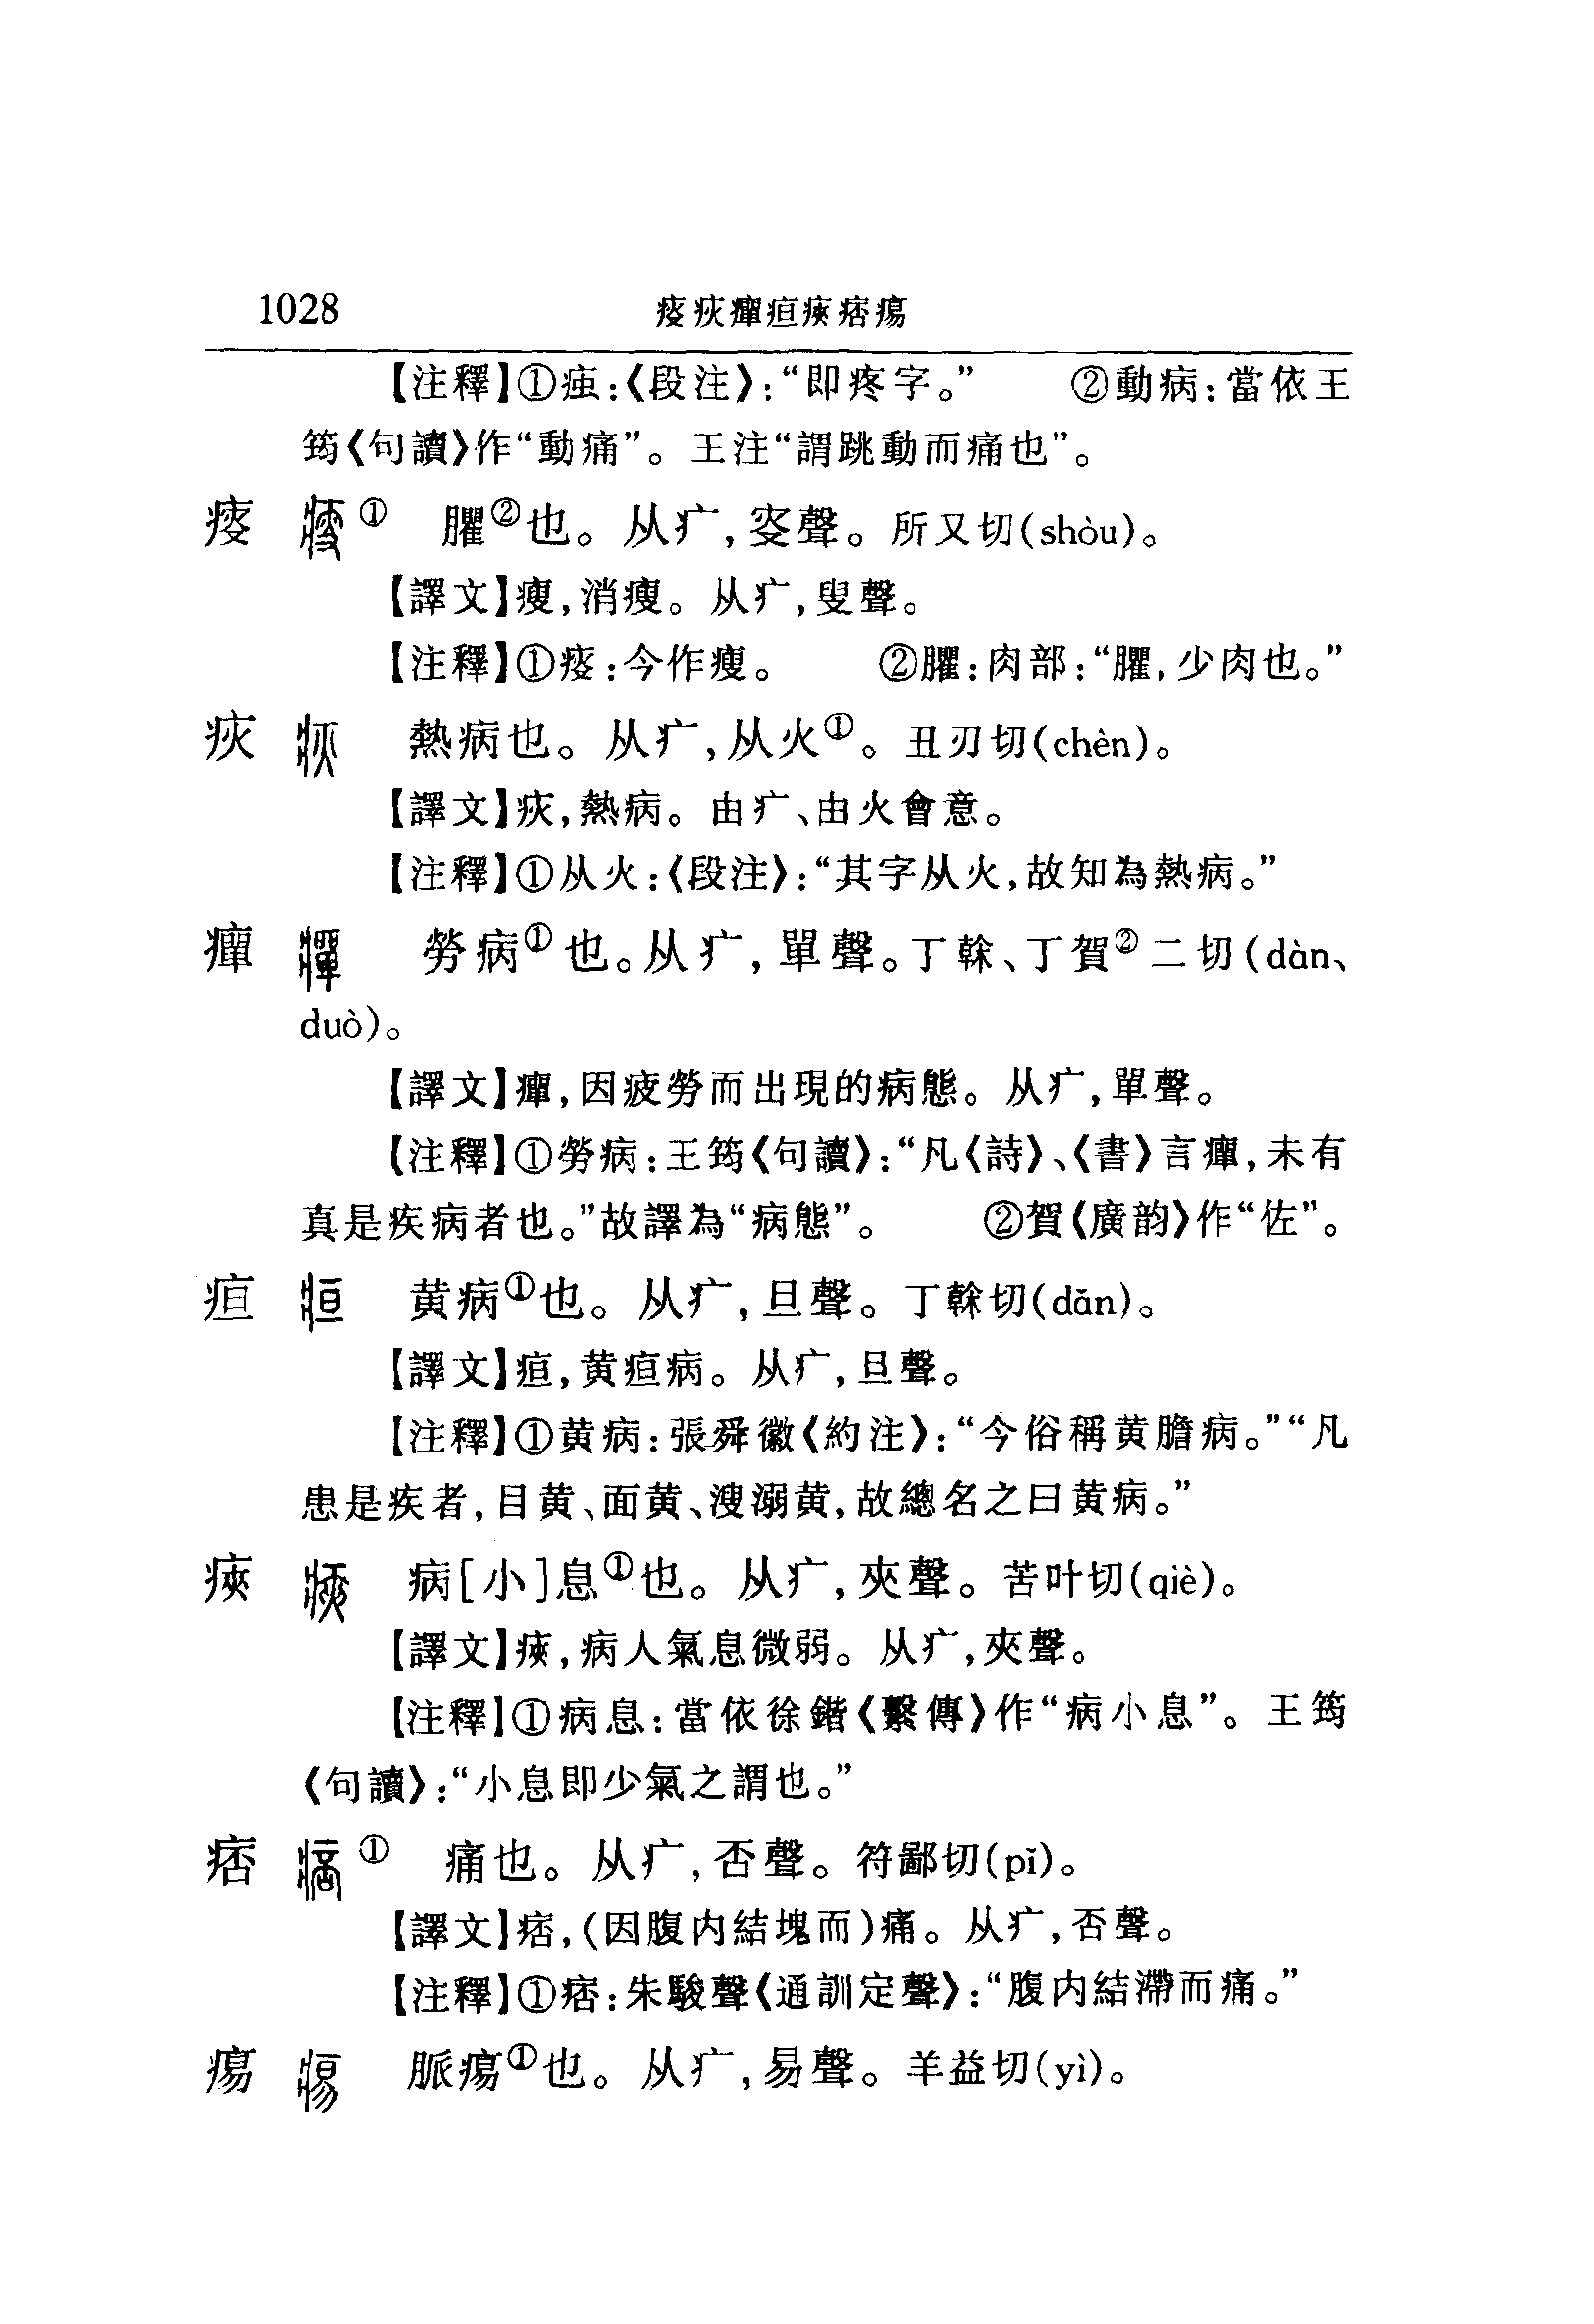 1028 㾮疢癉疸瘱痞瘍
【注釋】①痋:《段注》:“即疼字。” ②動病:當依王
筠《句讀》作“動痛”。王注“謂跳動而痛也”。
① 臞②也。从疒,叜聲。所又切(shòu)。
【譯文】瘦,消瘦。从疒,叟聲。
【注釋】①:今作瘦。 ②臞:肉部:“臞,少肉也。”
疢 熱病也。从疒,从火①。丑刃切(chèn)。
【譯文】疢,熱病。由疒、由火會意。
【注釋】①从火:《段注》:“其字从火,故知為熱病。”
癉 勞病①也。从疒,單聲。丁榦、丁賀②二切(dàn、
duò)。
【譯文】癉,因疲勞而出現的病態。从疒,單聲。
【注釋】①勞病:王筠《句讀》:“凡《詩》、《書》言癉,未有
真是疾病者也。”故譯為“病態”。 ②賀《廣韵》作“佐”。
疸 黄病①也。从疒,旦聲。丁榦切(dǎn)。
【譯文】疸,黄疸病。从疒,旦聲。
【注釋】①黄病:張舜徽《約注》:“今俗稱黄膽病。”“凡
患是疾者,目黄、面黄、溲溺黄,故總名之曰黄病。”
㾜 病[小]息①也。从疒,夾聲。苦叶切(qiè)。
【譯文】㾜,病人氣息微弱。从疒,夾聲。
【注釋】①病息:當依徐鍇《繫傳》作“病小息”。王筠
《句讀》:“小息即少氣之謂也。”
痞 ① 痛也。从疒,否聲。符鄙切(pǐ)。
【譯文】痞,(因腹内結塊而)痛。从疒,否聲。
【注釋】①痞:朱駿聲《通訓定聲》:“腹内結滯而痛。”
㾷 脈㾷①也。从疒,易聲。羊益切(yì)。